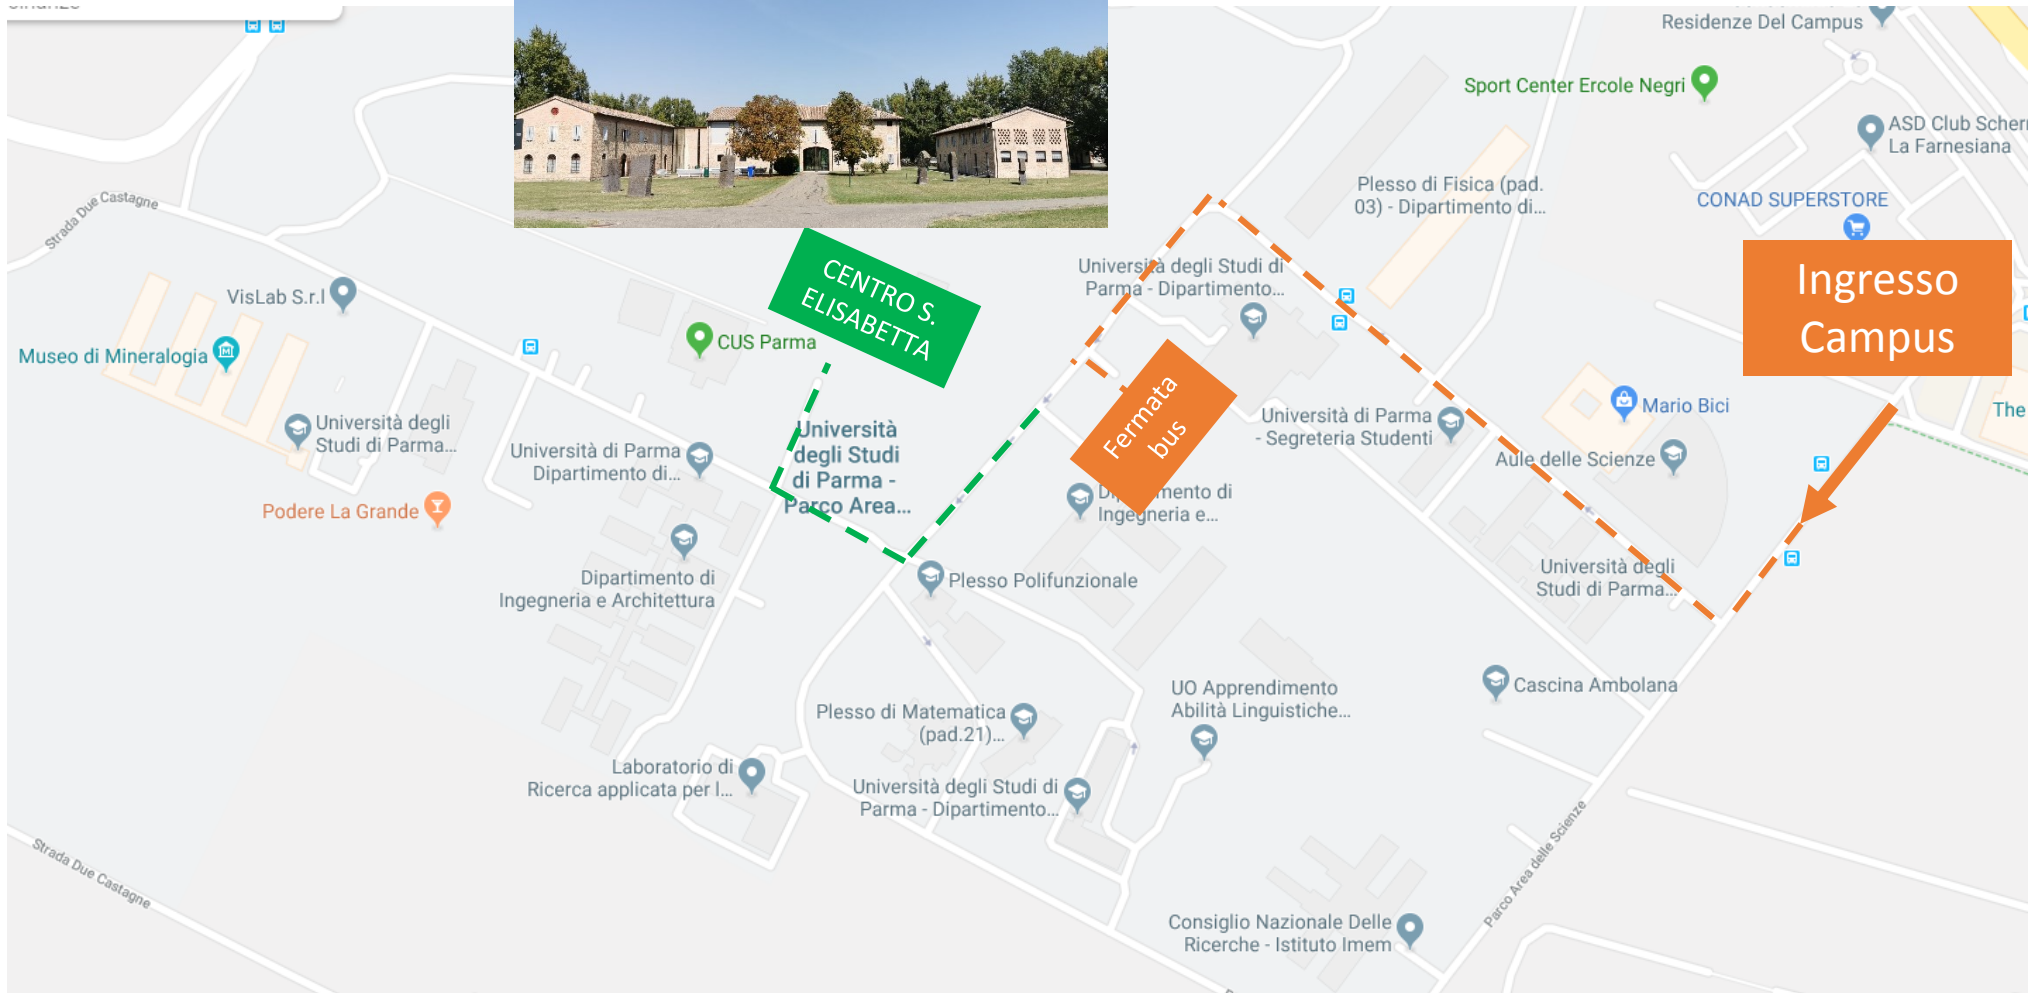 Residenze Del Campus
Sport Center Ercole Negri
ASD Club Scher
La Farnesiana
Plesso di Fisica (pad.
03) - Dipartimento di...
CONAD SUPERSTORE
Strada Due Castagne
CENTRO S.
ELISABETTA
Università degli Studi di
Parma - Dipartimento...
Ingresso
Campus
VisLab S.r.l
Museo di Mineralogia
CUS Parma
Fermata
bus
Mario Bici
The
Università degli
Studi di Parma...
Università di Parma
Dipartimento di...
Università
degli Studi
di Parma -
Parco Area...
Università di Parma
- Segreteria Studenti
Aule delle Scienze
Podere La Grande
mento di
Ingegneria e...
Dipartimento di
Ingegneria e Architettura
Plesso Polifunzionale
Università degli
Studi di Parma...
Cascina Ambolana
UO Apprendimento
Abilità Linguistiche...
Plesso di Matematica
(pad.21)...
Laboratorio di
Ricerca applicata per l...
Università degli Studi di
Parma - Dipartimento...
Parco Area delle Scienze
Strada Due Castagne
Consiglio Nazionale Delle
Ricerche - Istituto Imem